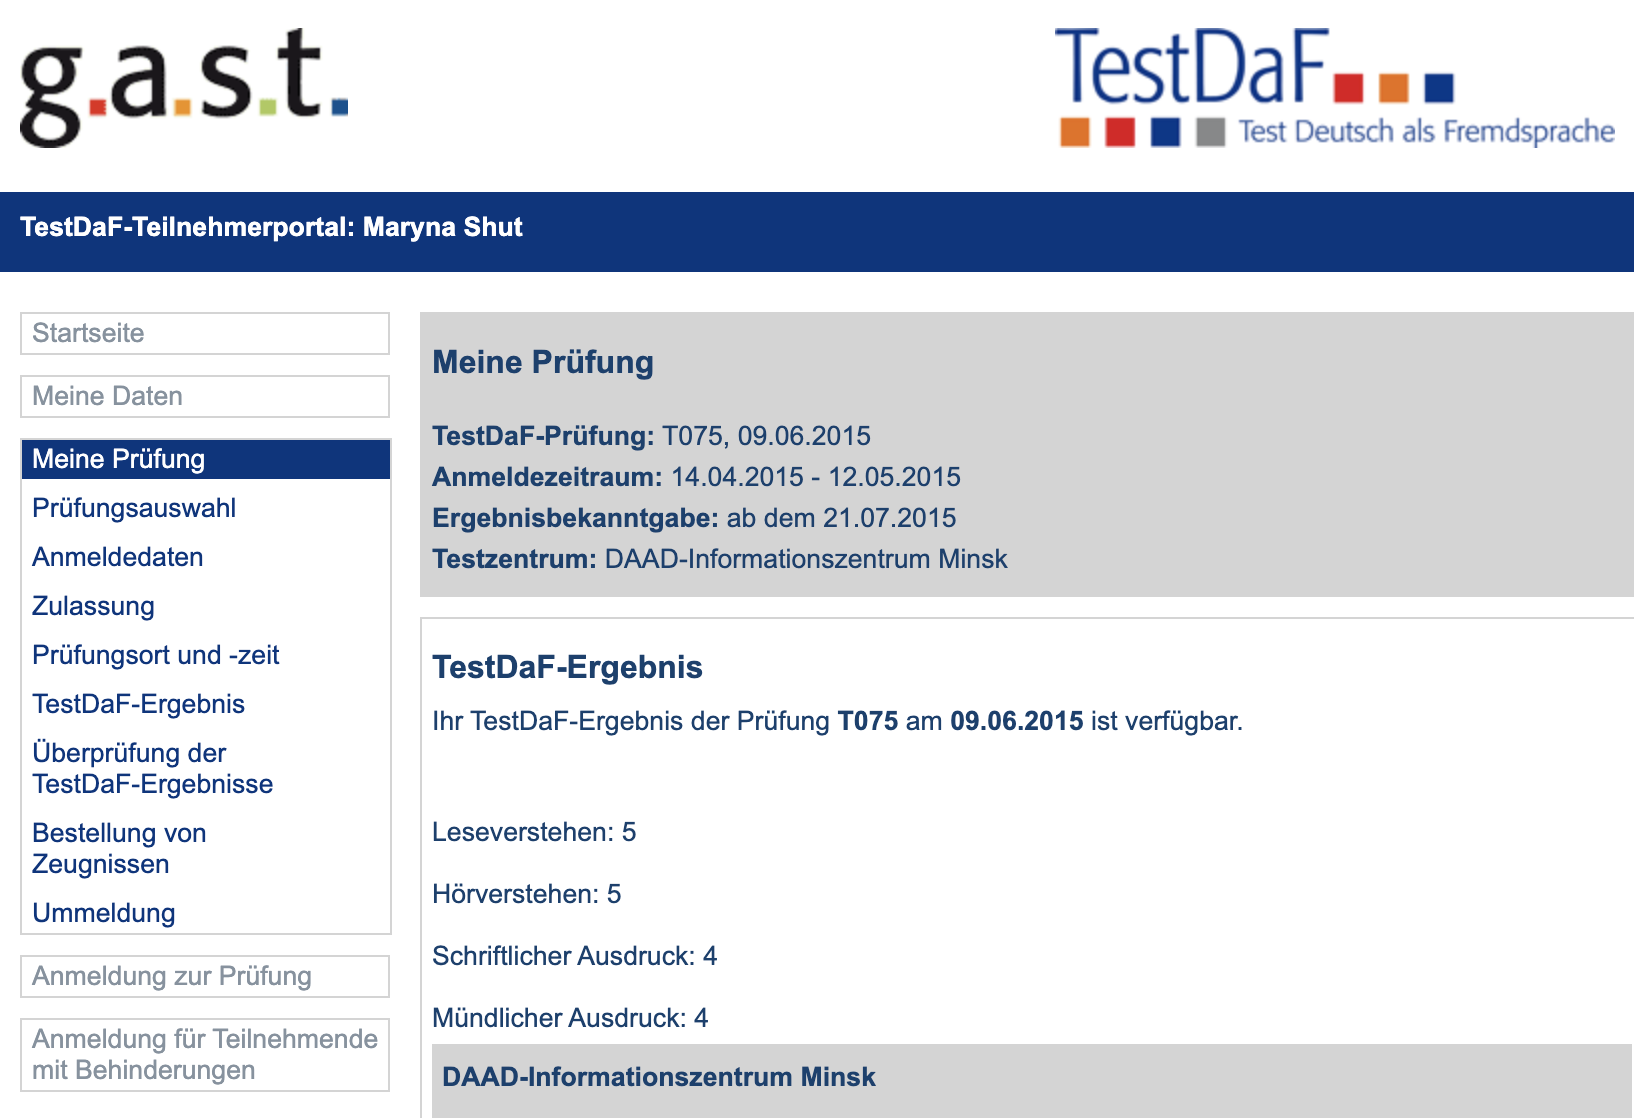 g.a.s.t.
TestDaF
Test Deutsch als Fremdsprache
TestDaF-Teilnehmerportal: Maryna Shut
Startseite
Meine Daten
Meine Prüfung
Prüfungsauswahl
Anmeldedaten
Zulassung
Prüfungsort und -zeit
TestDaF-Ergebnis
Überprüfung der
TestDaF-Ergebnisse
Bestellung von
Zeugnissen
Ummeldung
Anmeldung zur Prüfung
Anmeldung für Teilnehmende
mit Behinderungen
Meine Prüfung
TestDaF-Prüfung: T075, 09.06.2015
Anmeldezeitraum: 14.04.2015 - 12.05.2015
Ergebnisbekanntgabe: ab dem 21.07.2015
Testzentrum: DAAD-Informationszentrum Minsk
TestDaF-Ergebnis
Ihr TestDaF-Ergebnis der Prüfung T075 am 09.06.2015 ist verfügbar.
Leseverstehen: 5
Hörverstehen: 5
Schriftlicher Ausdruck: 4
Mündlicher Ausdruck: 4
DAAD-Informationszentrum Minsk